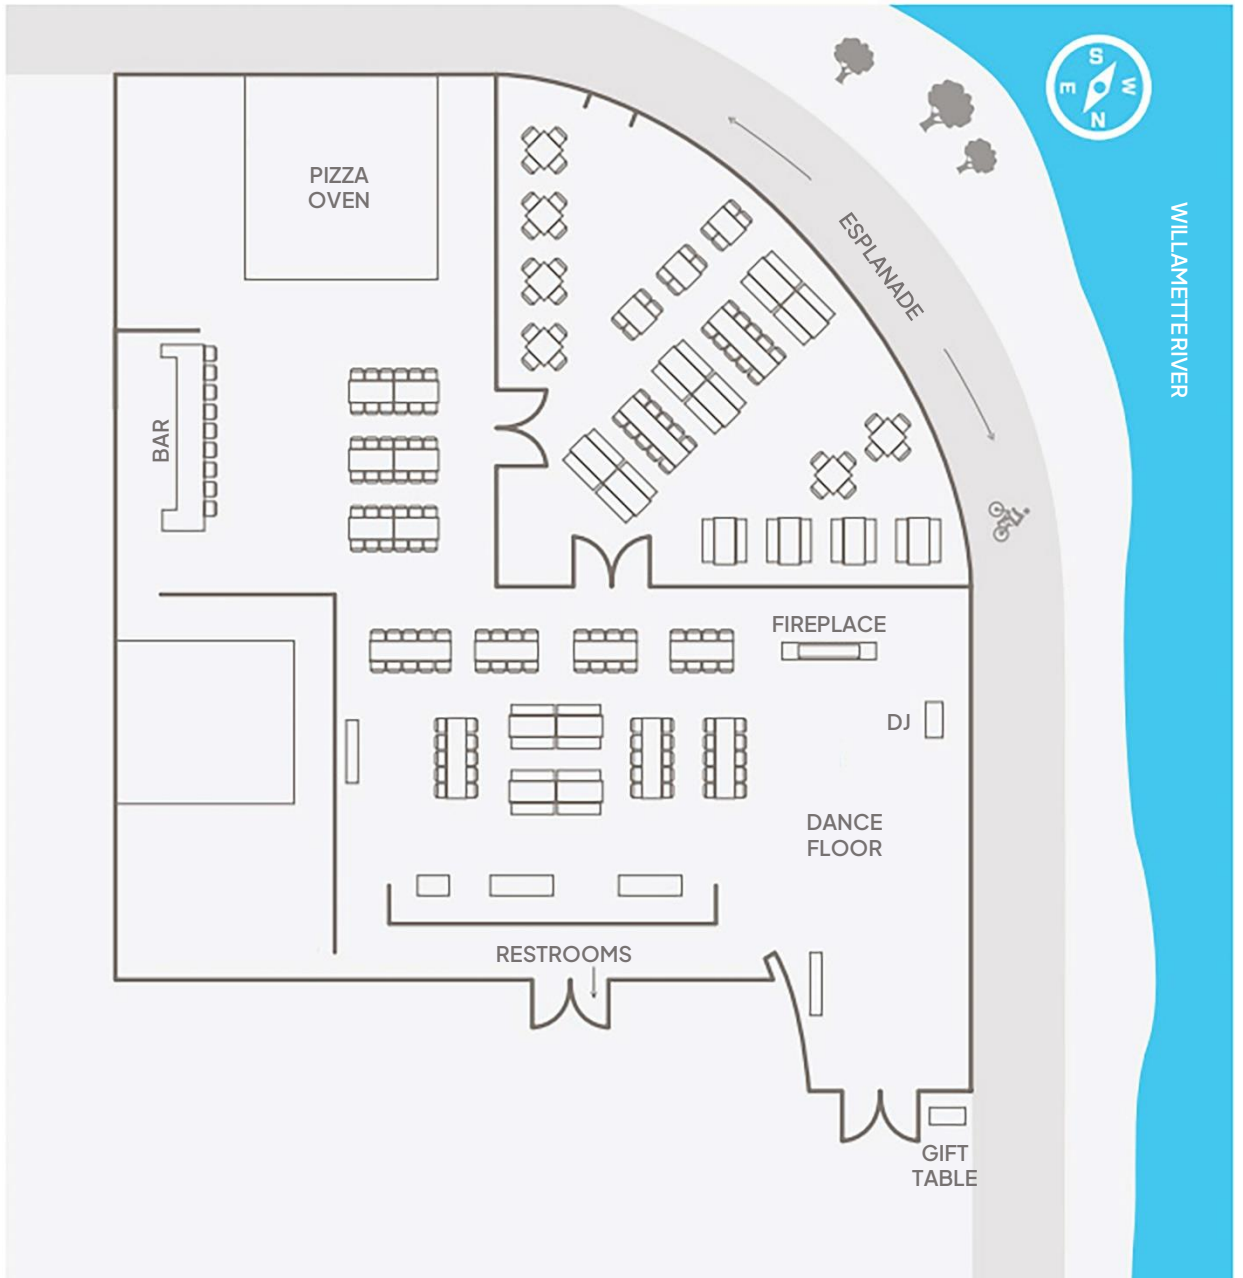 S
E
W
N
PIZZA
OVEN
WILLAMETTERIVER
ESPLANADE
BAR
FIREPLACE
DJ
DANCE
FLOOR
RESTROOMS
GIFT
TABLE